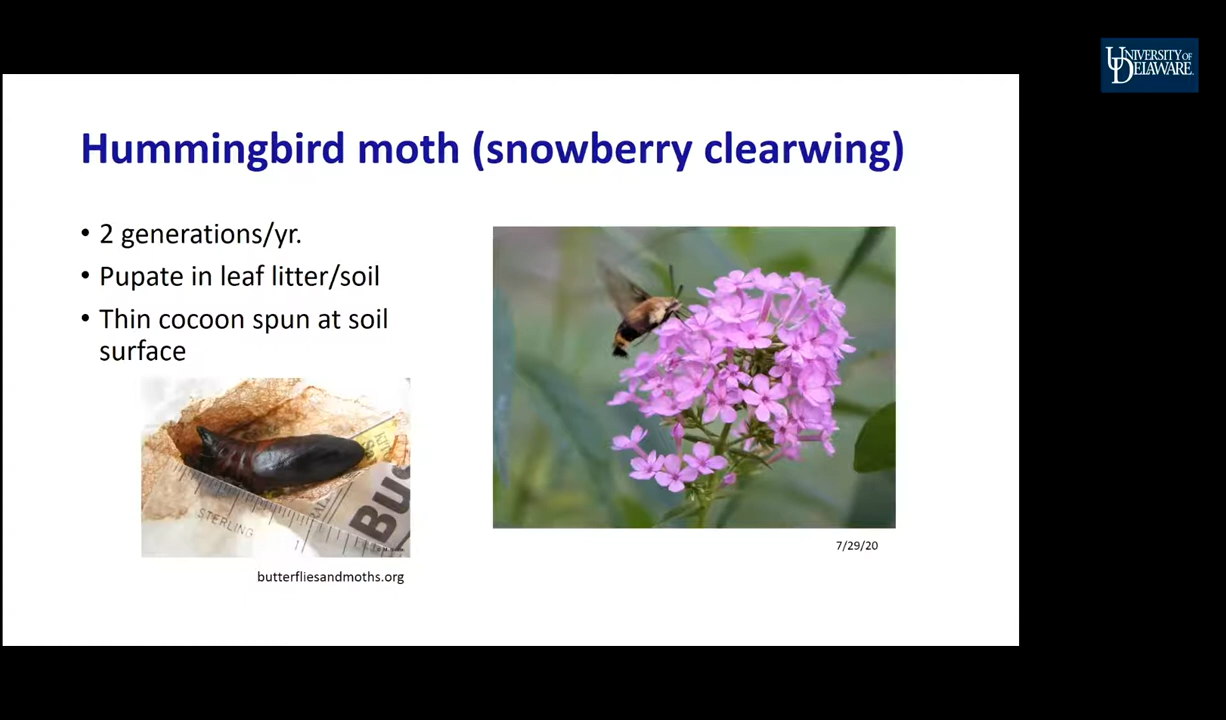 UNIVERSITY OF
DELAWARE
Hummingbird moth (snowberry clearwing)
• 2 generations/yr.
• Pupate in leaf litter/soil
• Thin cocoon spun at soil
surface
STERLING
1
BUG
butterfliesandmoths.org
7/29/20